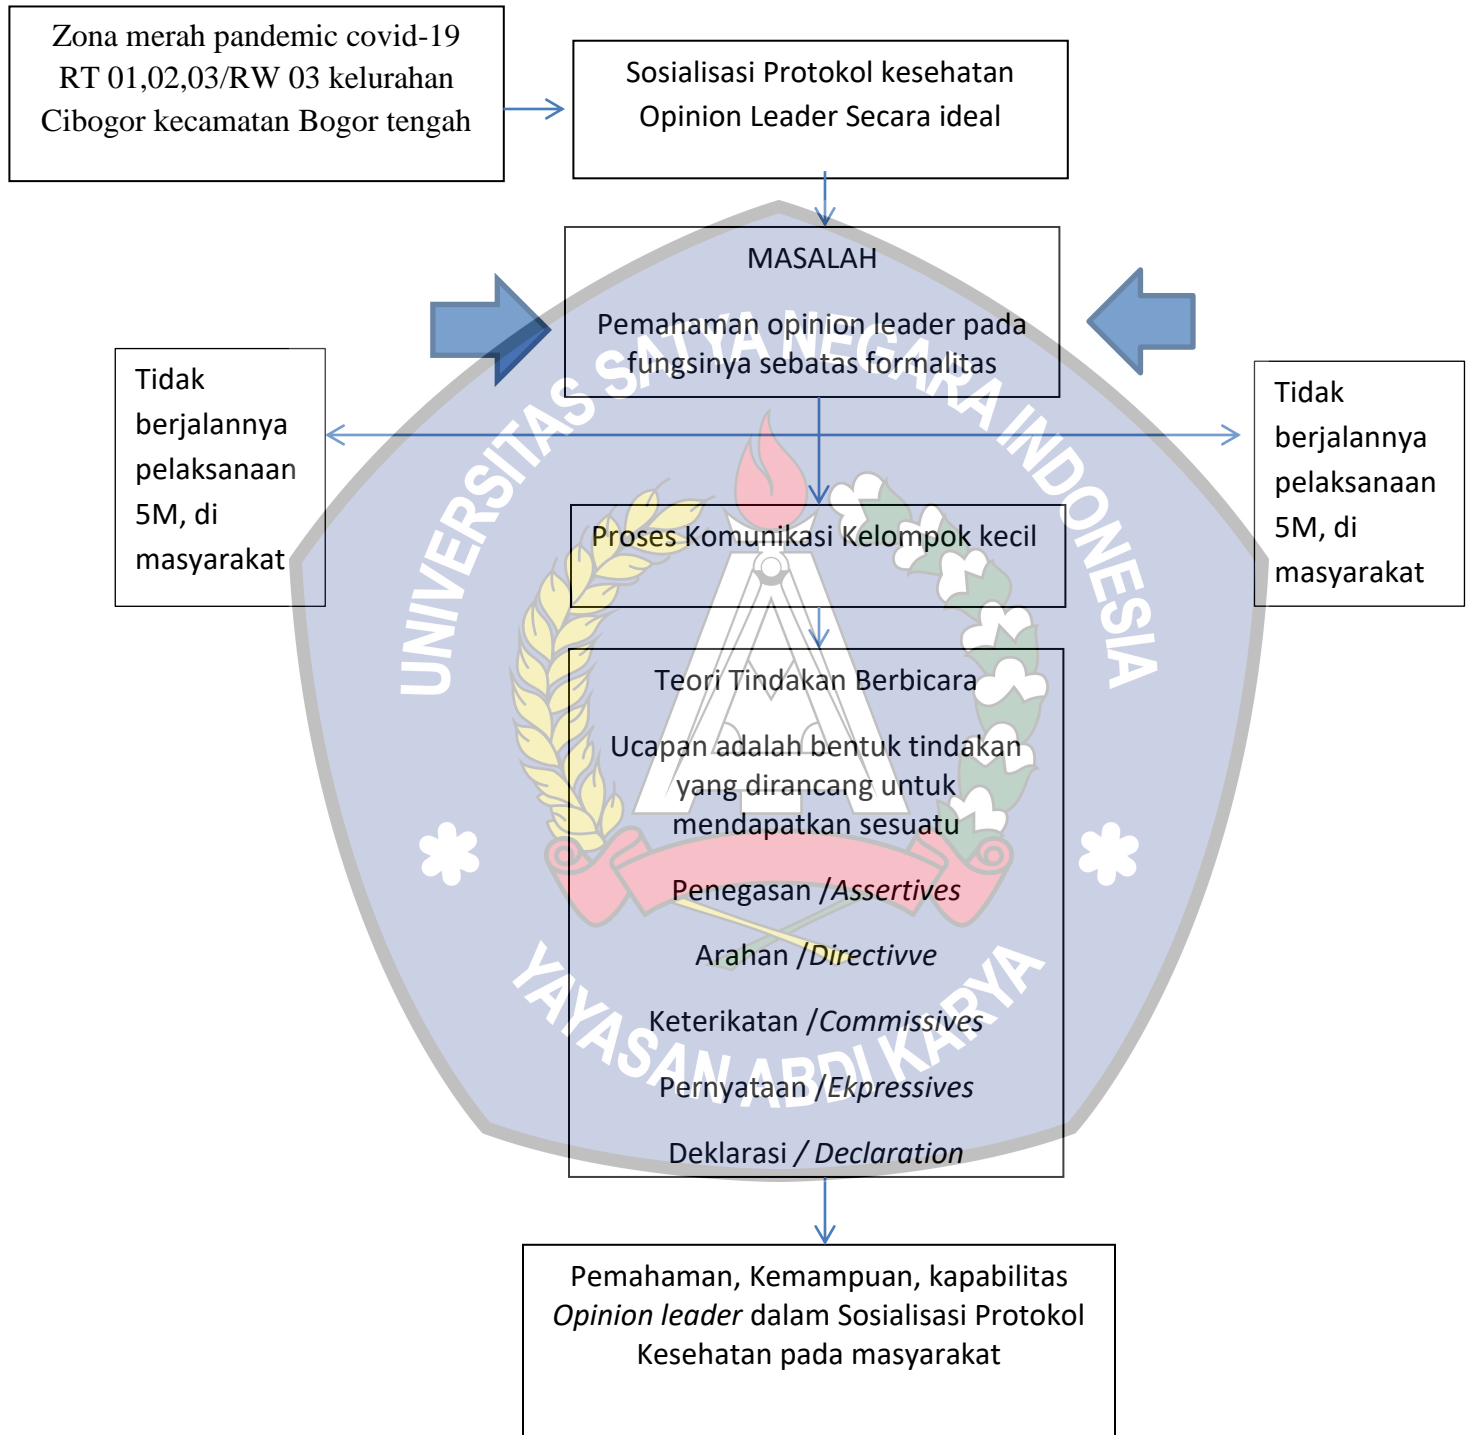 Zona merah pandemic covid-19
RT 01,02,03/RW 03 kelurahan
Cibogor kecamatan Bogor tengah
Sosialisasi Protokol kesehatan
Opinion Leader Secara ideal
MASALAH
Pemahaman opinion leader pada
fungsinya sebatas formalitas
Tidak
berjalannya
pelaksanaan
5M, di
masyarakat
Tidak
berjalannya
pelaksanaan
5M, di
masyarakat
Proses Komunikasi Kelompok kecil
Teori Tindakan Berbicara
Ucapan adalah bentuk tindakan
yang dirancang untuk
mendapatkan sesuatu
Penegasan /Assertives
Arahan /Directivve
Keterikatan /Commissives
Pernyataan /Ekpressives
Deklarasi / Declaration
Pemahaman, Kemampuan, kapabilitas
Opinion leader dalam Sosialisasi Protokol
Kesehatan pada masyarakat
UNIVERSITAS SATYA NEGARA INDONESIA
YAYASAN ABDI KARYA